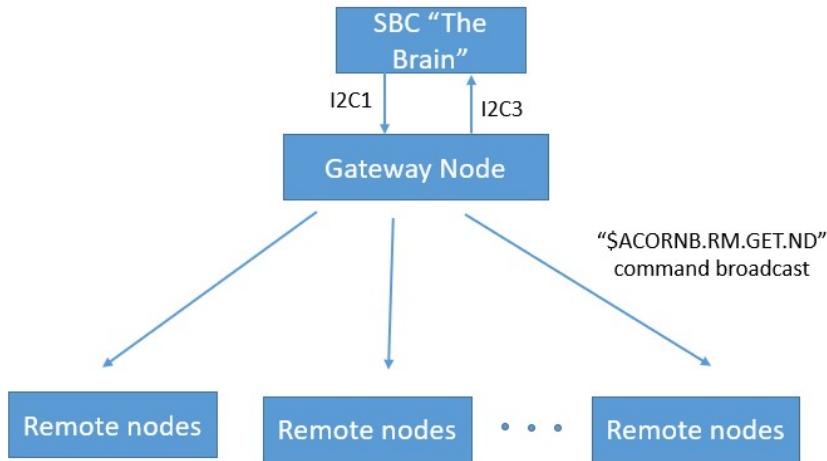 SBC “The
Brain”
I2C1
I2C3
Gateway Node
“$ACORNB.RM.GET.ND”
command broadcast
Remote nodes
Remote nodes
Remote nodes